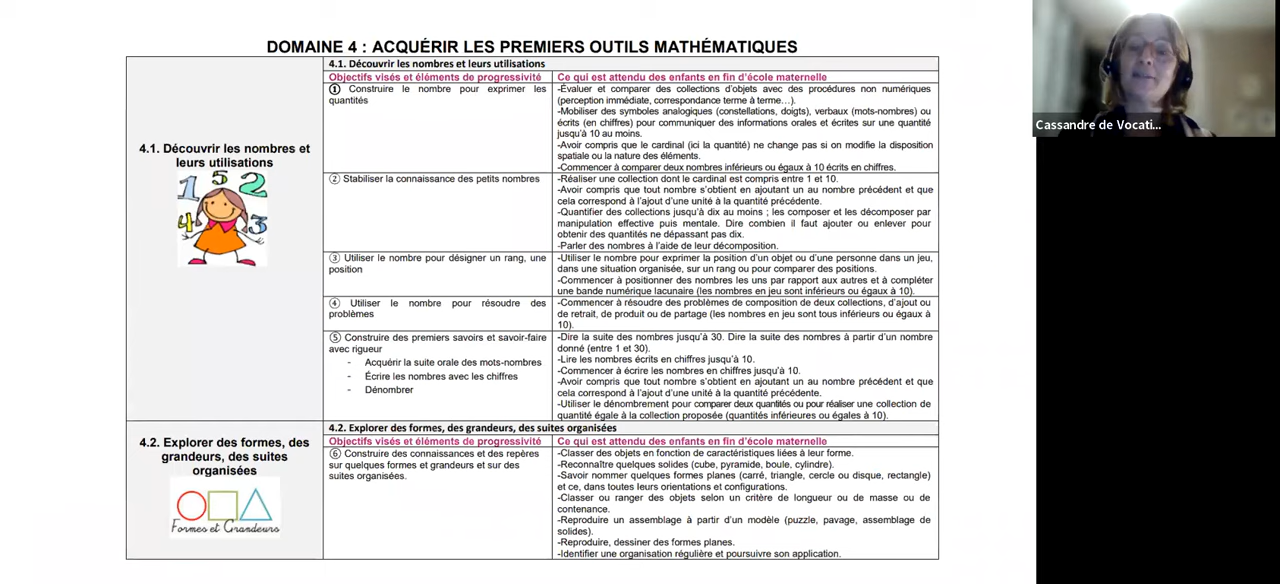 DOMAINE 4 : ACQUÉRIR LES PREMIERS OUTILS MATHÉMATIQUES
4.1. Découvrir les nombres et
leurs utilisations
1 5 2
4 3
4.1. Découvrir les nombres et leurs utilisations
Objectifs visés et éléments de progressivité
Ce qui est attendu des enfants en fin d'école maternelle
① Construire le nombre pour exprimer les
quantités
-Évaluer et comparer des collections d'objets avec des procédures non numériques
(perception immédiate, correspondance terme à terme…).
-Mobiliser des symboles analogiques (constellations, doigts), verbaux (mots-nombres) ou
écrits (en chiffres) pour communiquer des informations orales et écrites sur une quantité
jusqu'à 10 au moins.
-Avoir compris que le cardinal (ici la quantité) ne change pas si on modifie la disposition
spatiale ou la nature des éléments.
-Commencer à comparer deux nombres inférieurs ou égaux à 10 écrits en chiffres.
② Stabiliser la connaissance des petits nombres
-Réaliser une collection dont le cardinal est compris entre 1 et 10.
-Avoir compris que tout nombre s'obtient en ajoutant un au nombre précédent et que
cela correspond à l'ajout d'une unité à la quantité précédente.
-Quantifier des collections jusqu'à dix au moins ; les composer et les décomposer par
manipulation effective puis mentale. Dire combien il faut ajouter ou enlever pour
obtenir des quantités ne dépassant pas dix.
-Parler des nombres à l'aide de leur décomposition.
③ Utiliser le nombre pour désigner un rang, une
position
-Utiliser le nombre pour exprimer la position d'un objet ou d'une personne dans un jeu,
dans une situation organisée, sur un rang ou pour comparer des positions.
-Commencer à positionner des nombres les uns par rapport aux autres et à compléter
une bande numérique lacunaire (les nombres en jeu sont inférieurs ou égaux à 10).
④ Utiliser le nombre pour résoudre des
problèmes
-Commencer à résoudre des problèmes de composition de deux collections, d'ajout ou
de retrait, de produit ou de partage (les nombres en jeu sont tous inférieurs ou égaux à
10).
⑤ Construire des premiers savoirs et savoir-faire
avec rigueur
- Acquérir la suite orale des mots-nombres
- Écrire les nombres avec les chiffres
- Dénombrer
-Dire la suite des nombres jusqu'à 30. Dire la suite des nombres à partir d'un nombre
donné (entre 1 et 30).
-Lire les nombres écrits en chiffres jusqu'à 10.
-Commencer à écrire les nombres en chiffres jusqu'à 10.
-Avoir compris que tout nombre s'obtient en ajoutant un au nombre précédent et que
cela correspond à l'ajout d'une unité à la quantité précédente.
-Utiliser le dénombrement pour comparer deux quantités ou pour réaliser une collection de
quantité égale à la collection proposée (quantités inférieures ou égales à 10).
4.2. Explorer des formes, des
grandeurs, des suites
organisées
Formes et Grandeurs
4.2. Explorer des formes, des grandeurs, des suites organisées
Objectifs visés et éléments de progressivité
Ce qui est attendu des enfants en fin d'école maternelle
⑥ Construire des connaissances et des repères
sur quelques formes et grandeurs et sur des
suites organisées.
-Classer des objets en fonction de caractéristiques liées à leur forme.
-Reconnaître quelques solides (cube, pyramide, boule, cylindre).
-Savoir nommer quelques formes planes (carré, triangle, cercle ou disque, rectangle)
et ce, dans toutes leurs orientations et configurations.
-Classer ou ranger des objets selon un critère de longueur ou de masse ou de
contenance.
-Reproduire un assemblage à partir d'un modèle (puzzle, pavage, assemblage de
solides).
-Reproduire, dessiner des formes planes.
-Identifier une organisation régulière et poursuivre son application.
Cassandre de Vocati...